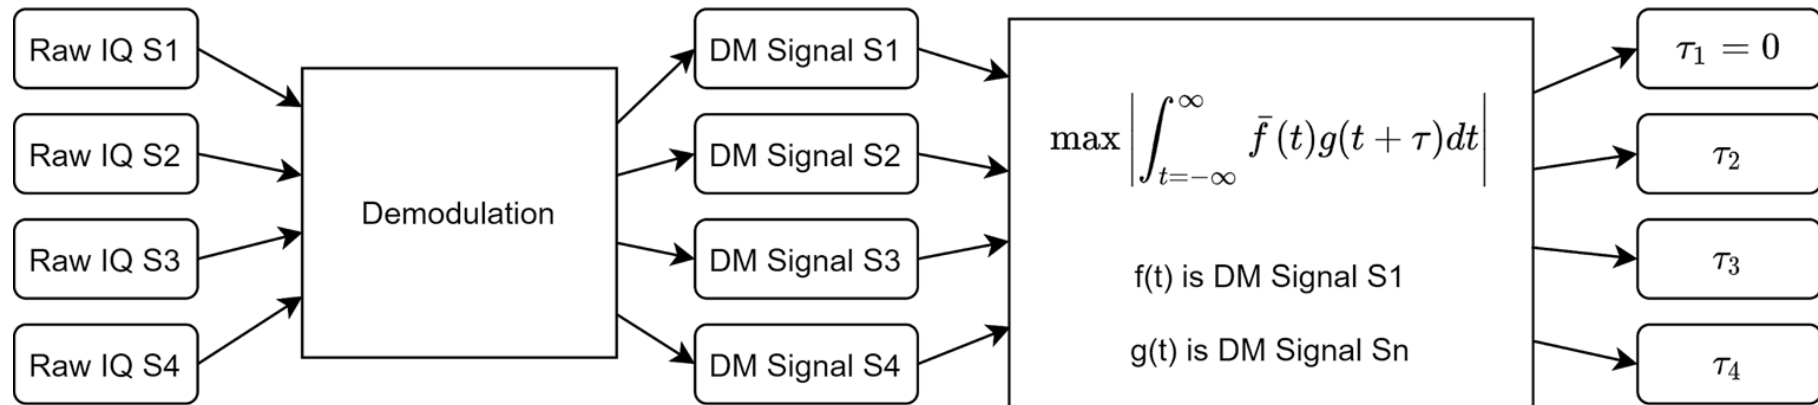 Raw IQ S1
Raw IQ S2
Raw IQ S3
Raw IQ S4
Demodulation
DM Signal S1
DM Signal S2
DM Signal S3
DM Signal S4
max |∫_{t=-∞}^{∞} f̄(t)g(t + τ)dt|
f(t) is DM Signal S1
g(t) is DM Signal Sn
τ₁ = 0
τ₂
τ₃
τ₄